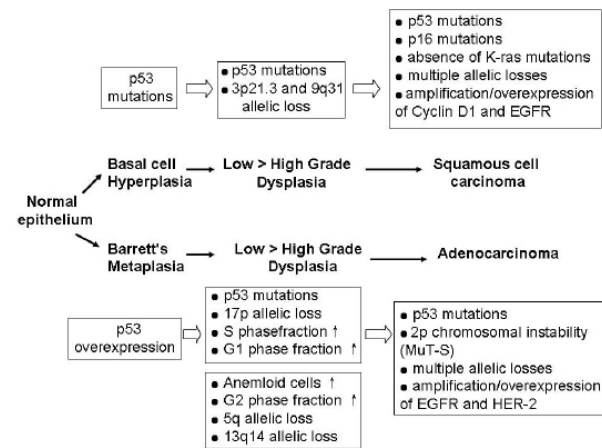 p53
mutations
● p53 mutations
● 3p21.3 and 9q31
allelic loss
● p53 mutations
● p16 mutations
● absence of K-ras mutations
● multiple allelic losses
● amplification/overexpression
of Cyclin D1 and EGFR
Normal
epithelium
Basal cell
Hyperplasia
Low > High Grade
Dysplasia
Squamous cell
carcinoma
Barrett's
Metaplasia
Low > High Grade
Dysplasia
Adenocarcinoma
p53
overexpression
● p53 mutations
● 17p allelic loss
● S phasefraction ↑
● G1 phase fraction ↑
● Anemloid cells ↑
● G2 phase fraction ↑
● 5q allelic loss
● 13q14 allelic loss
● p53 mutations
● 2p chromosomal instability
(MuT-S)
● multiple allelic losses
● amplification/overexpression
of EGFR and HER-2